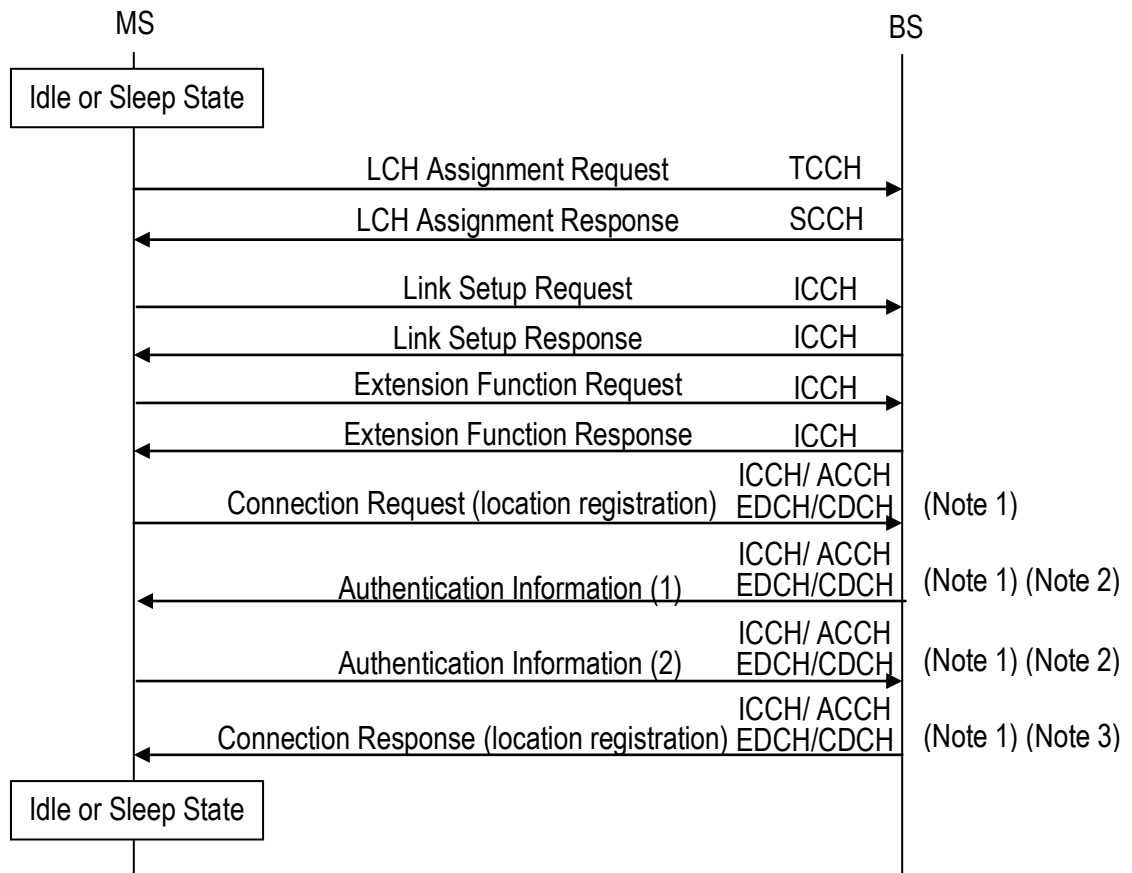 MS
BS
Idle or Sleep State
LCH Assignment Request TCCH
LCH Assignment Response SCCH
Link Setup Request ICCH
Link Setup Response ICCH
Extension Function Request ICCH
Extension Function Response ICCH
ICCH/ ACCH
Connection Request (location registration) EDCH/CDCH (Note 1)
ICCH/ ACCH
Authentication Information (1) EDCH/CDCH (Note 1) (Note 2)
ICCH/ ACCH
Authentication Information (2) EDCH/CDCH (Note 1) (Note 2)
ICCH/ ACCH
Connection Response (location registration) EDCH/CDCH (Note 1) (Note 3)
Idle or Sleep State